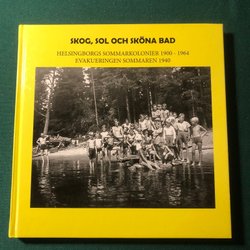 SKOG, SOL OCH SKÖNA BAD
HELSINGBORGS SOMMARKOLONIER 1900 - 1964
EVAKUERINGEN SOMMAREN 1940